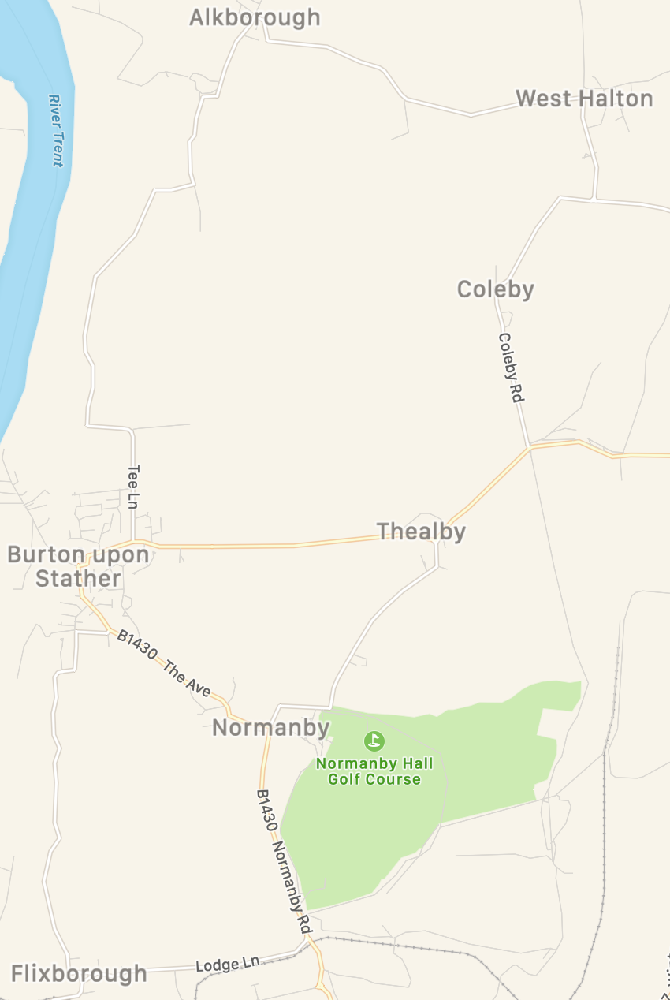 Alkborough
West Halton
River Trent
Coleby
Coleby Rd
Tee Ln
Thealby
Burton upon
Stather
B1430 The Ave
Normanby
Normanby Hall
Golf Course
B1430 Normanby Rd
Lodge Ln
Flixborough